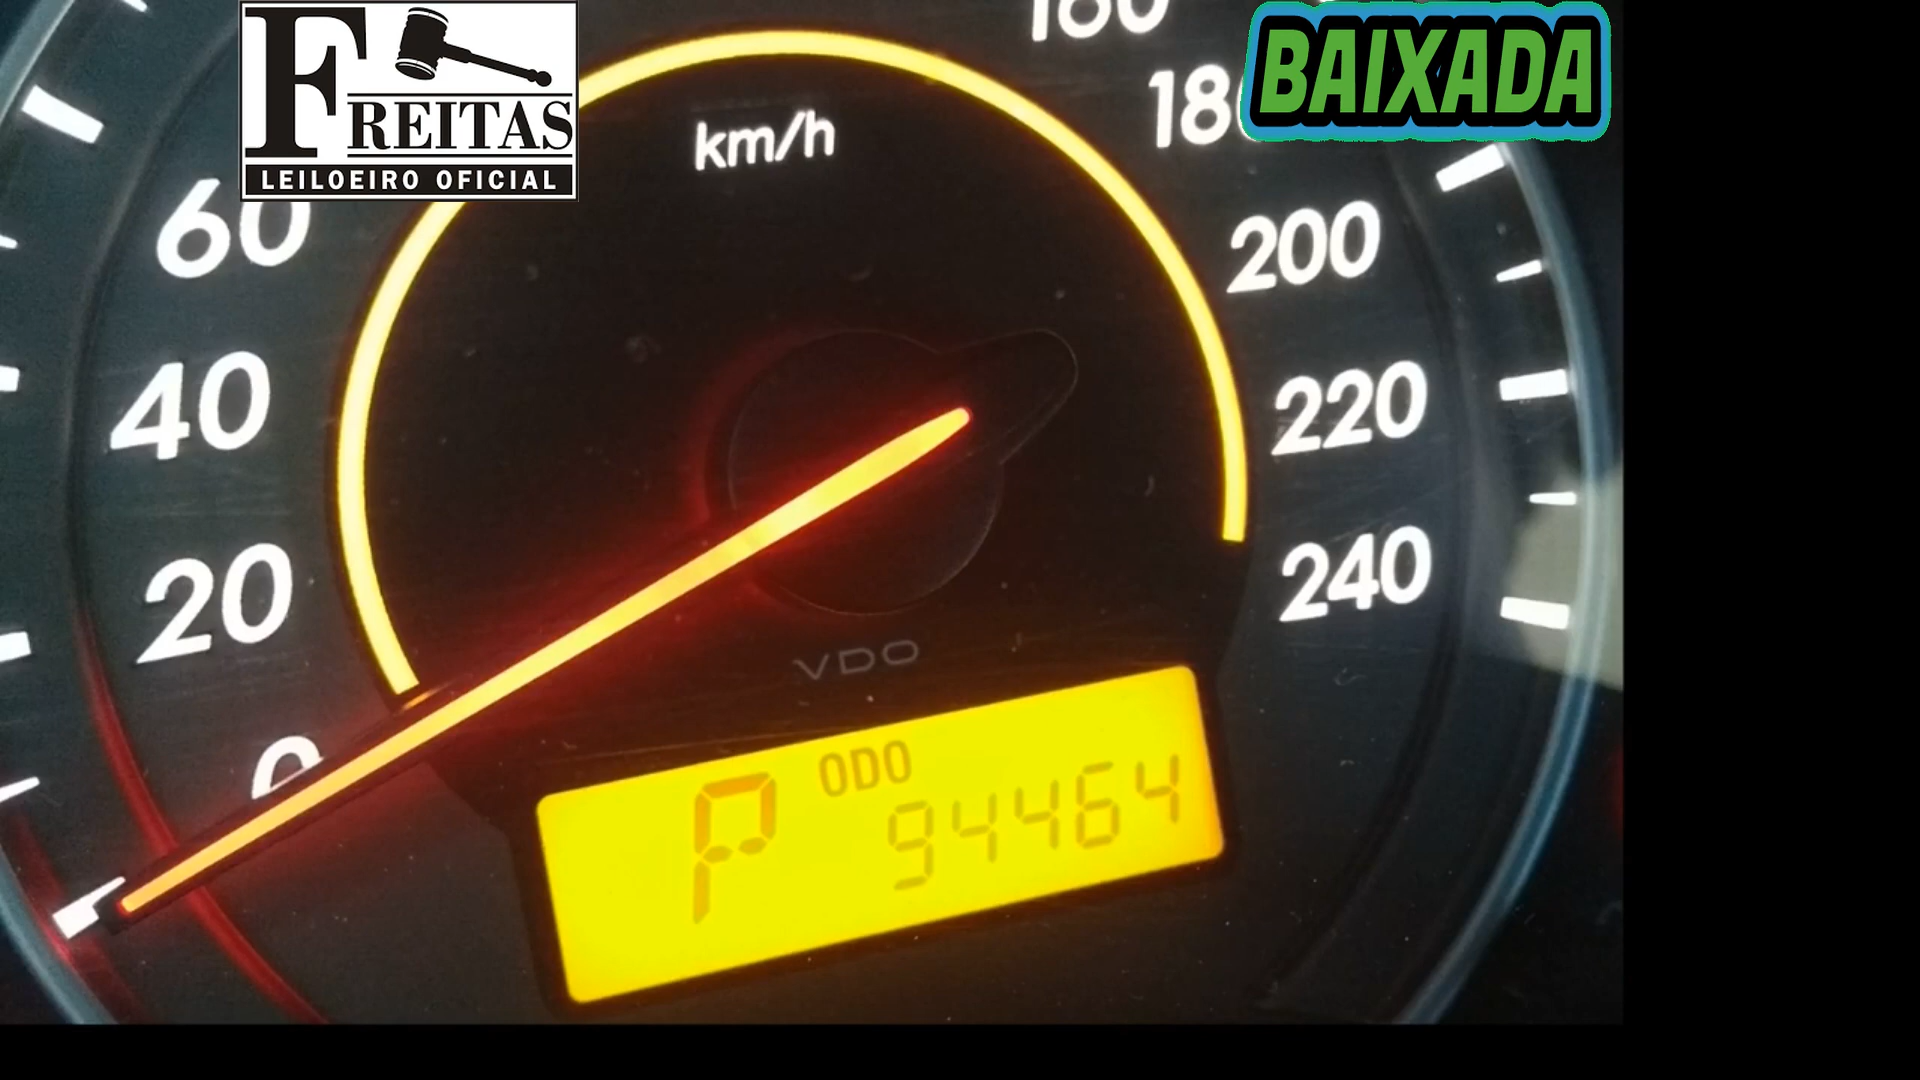 FREITAS
LEILOEIRO OFICIAL
BAIXADA
160
180
km/h
60
200
40
220
20
240
VDO
0
ODO
P 94464